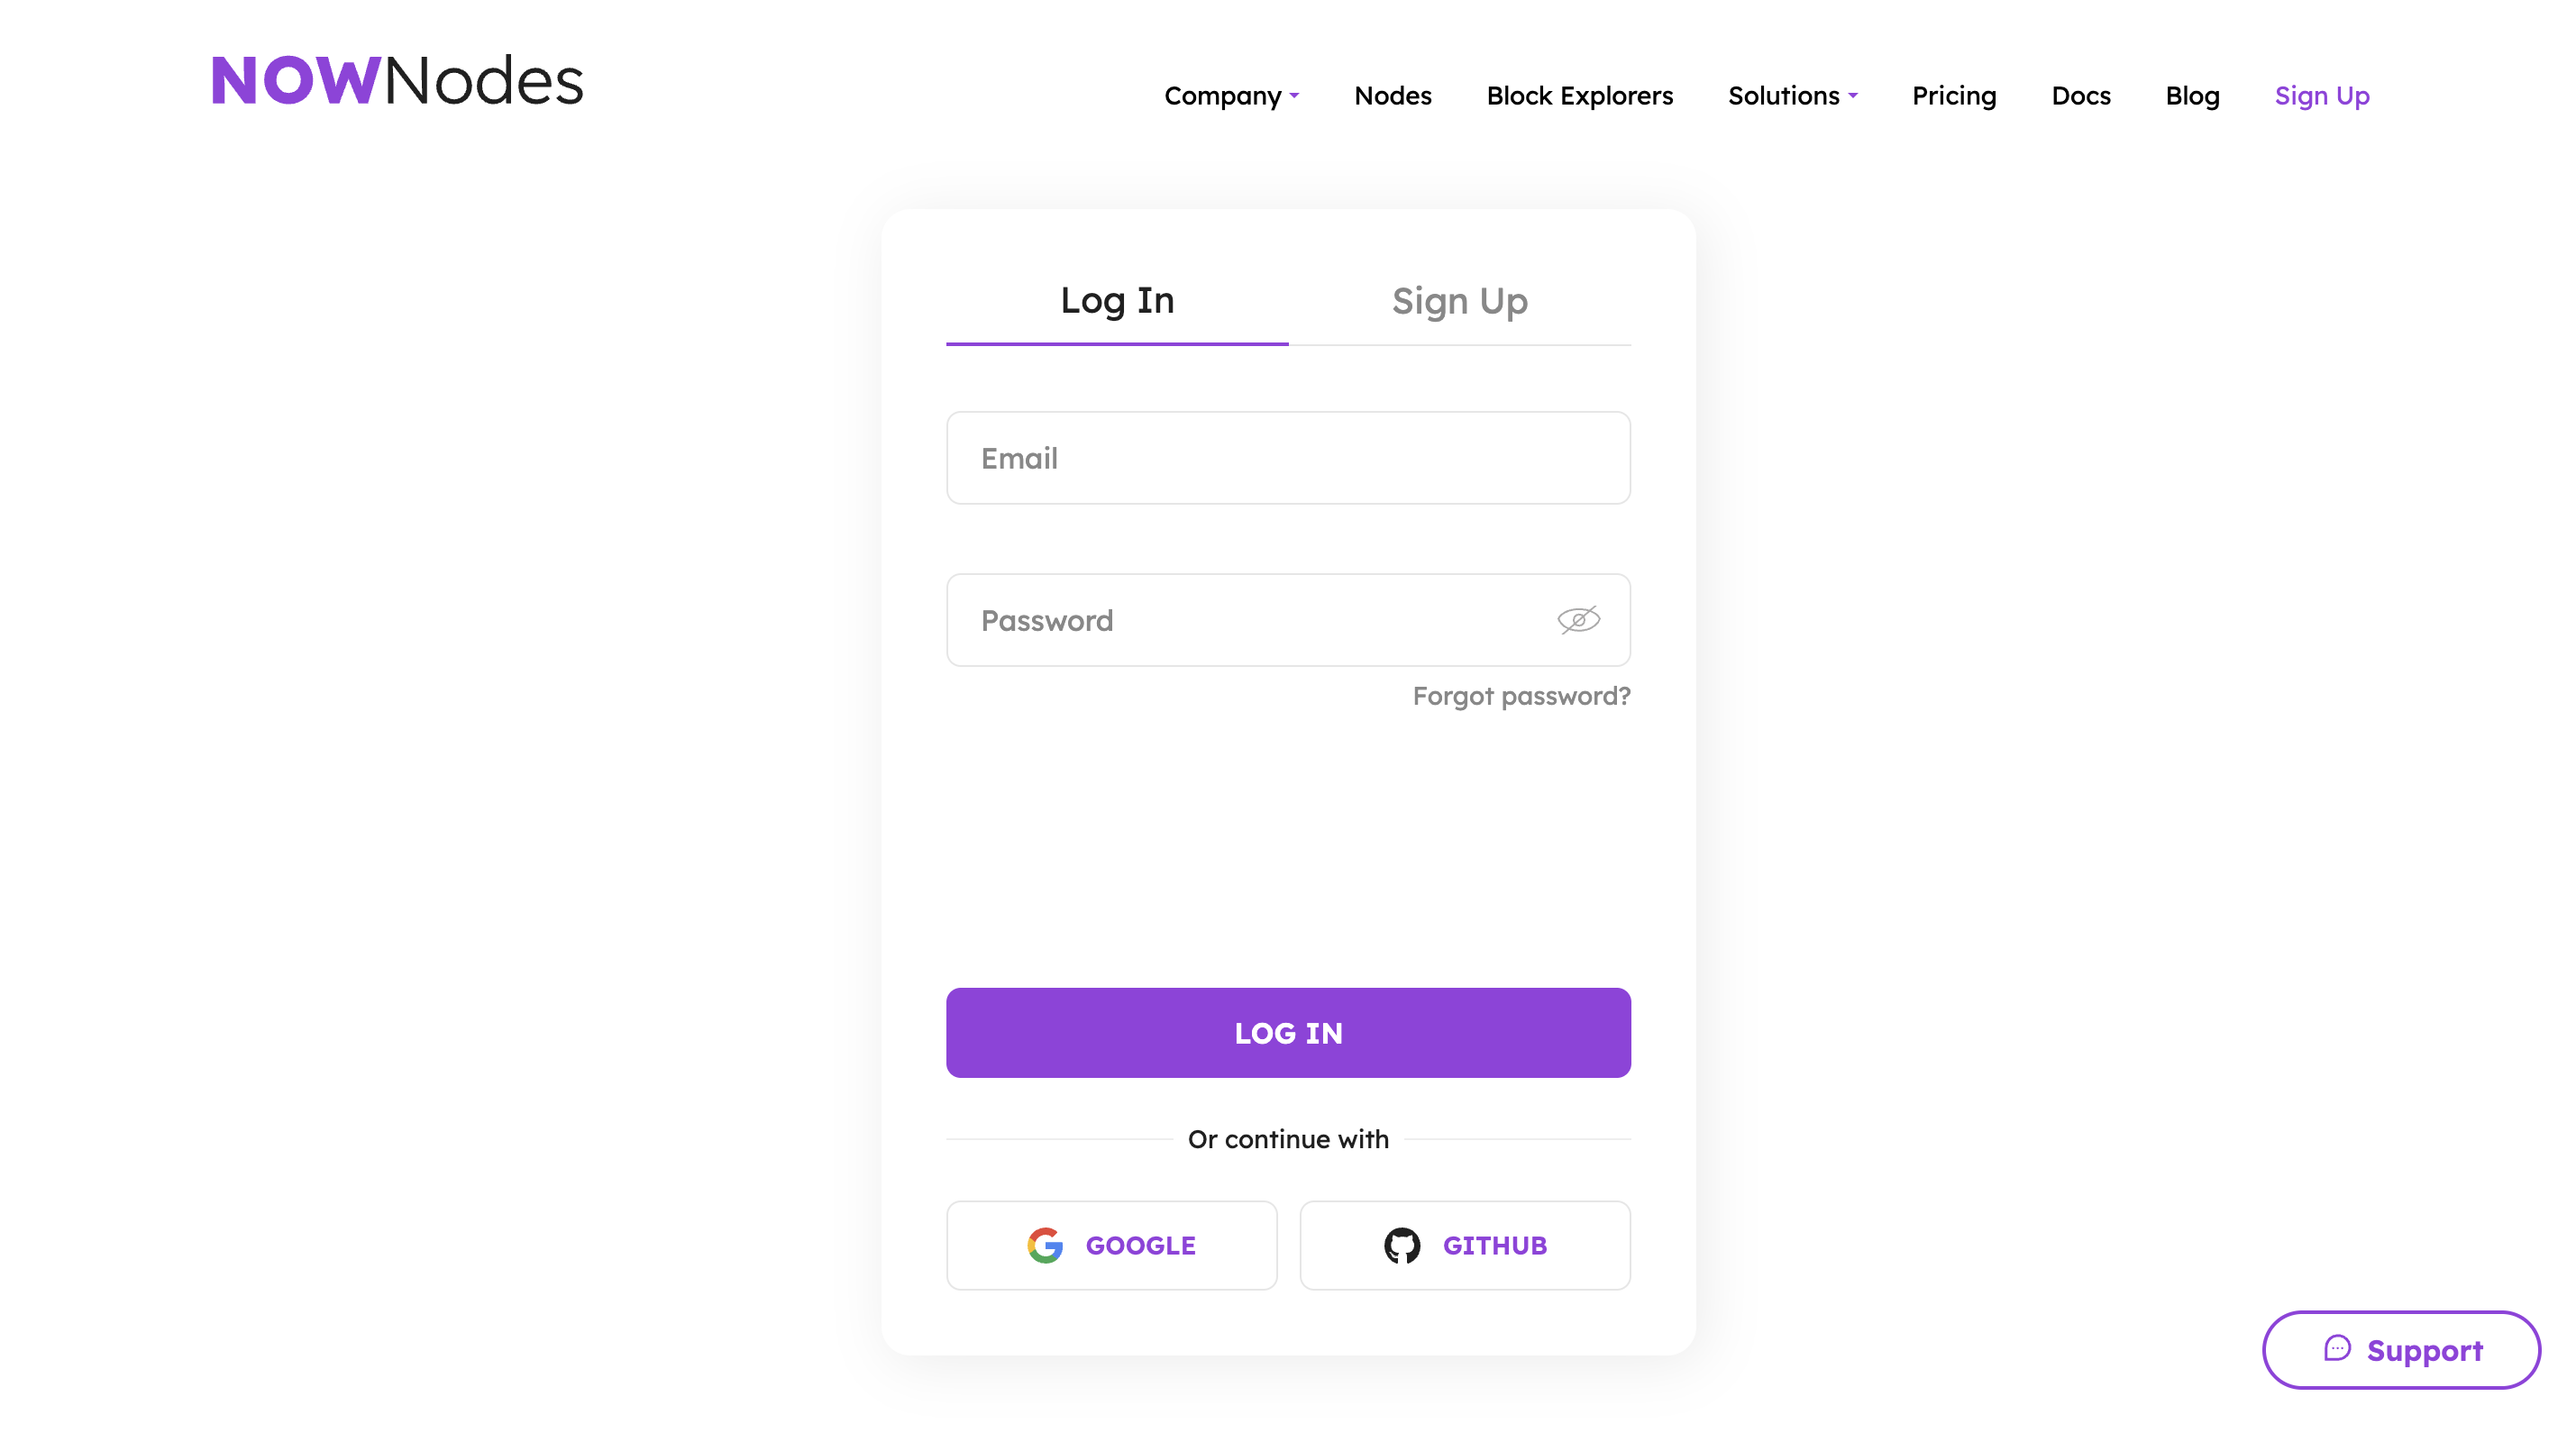 NOWNodes
Company Nodes Block Explorers Solutions Pricing Docs Blog Sign Up
Log In Sign Up
Email
Password
Forgot password?
LOG IN
Or continue with
GOOGLE GITHUB
Support